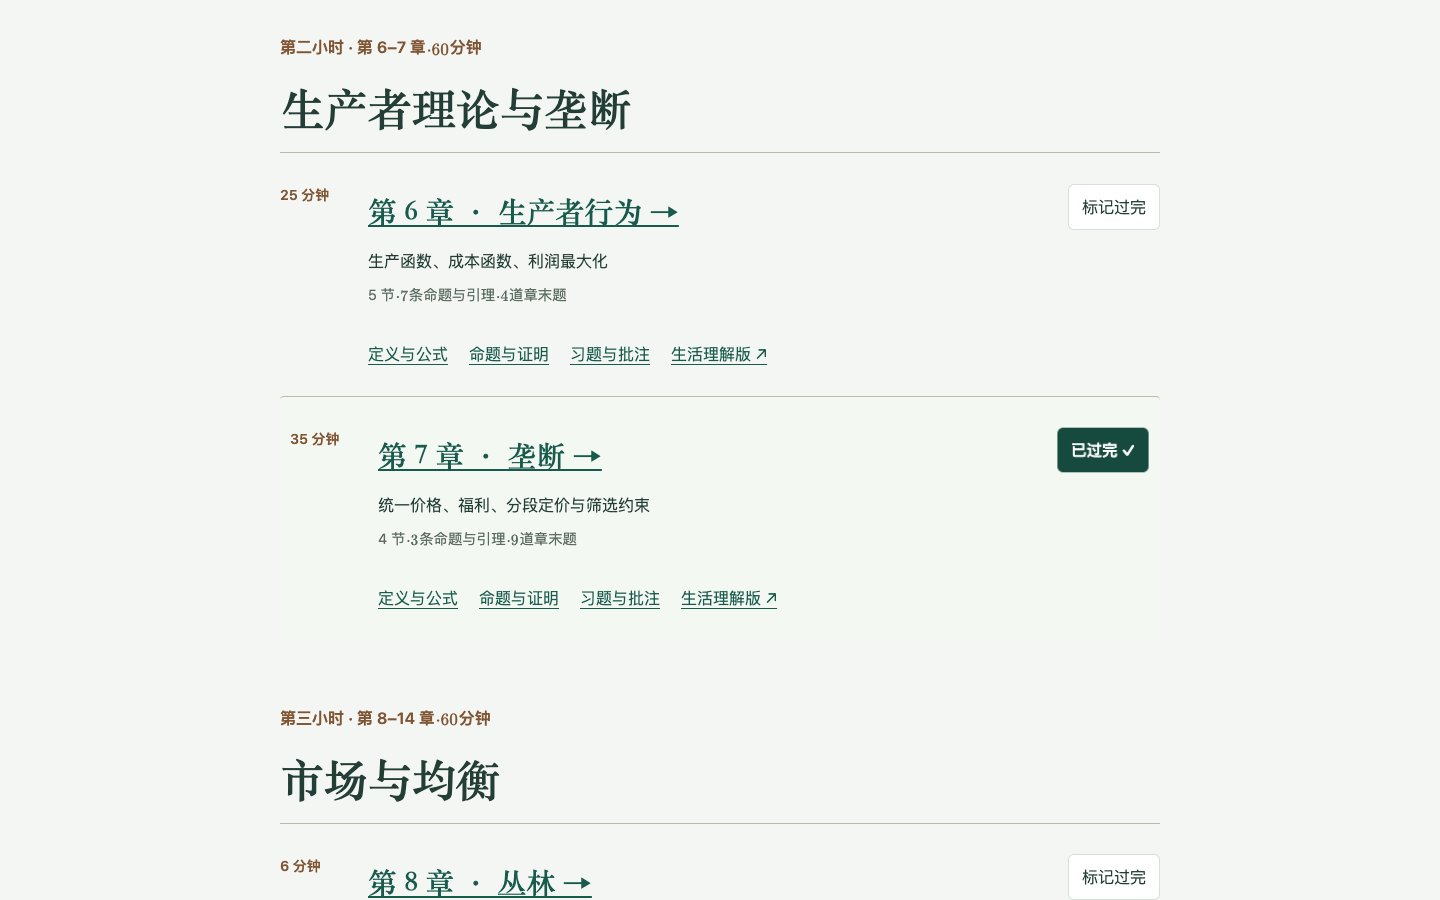 第二小时 · 第 6–7 章·60分钟
生产者理论与垄断
25 分钟
第 6 章 · 生产者行为 →
标记过完
生产函数、成本函数、利润最大化
5 节·7条命题与引理·4道章末题
定义与公式 命题与证明 习题与批注 生活理解版 ↗
35 分钟
第 7 章 · 垄断 →
已过完 ✓
统一价格、福利、分段定价与筛选约束
4 节·3条命题与引理·9道章末题
定义与公式 命题与证明 习题与批注 生活理解版 ↗
第三小时 · 第 8–14 章·60分钟
市场与均衡
6 分钟
第 8 章 · 丛林 →
标记过完